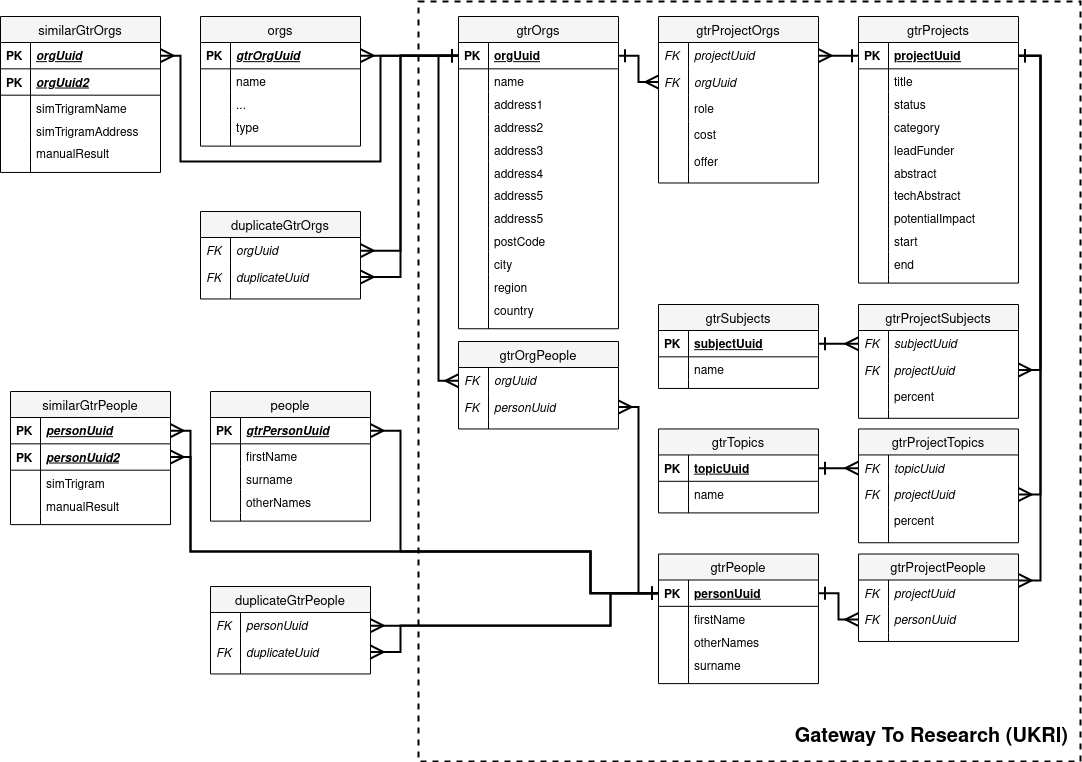 similarGtrOrgs
PK orgUuid
PK orgUuid2
simTrigramName
simTrigramAddress
manualResult
orgs
PK gtrOrgUuid
name
...
type
duplicateGtrOrgs
FK orgUuid
FK duplicateUuid
gtrOrgs
PK orgUuid
name
address1
address2
address3
address4
address5
address5
postCode
city
region
country
gtrProjectOrgs
FK projectUuid
FK orgUuid
role
cost
offer
gtrProjects
PK projectUuid
title
status
category
leadFunder
abstract
techAbstract
potentialImpact
start
end
gtrSubjects
PK subjectUuid
name
gtrProjectSubjects
FK subjectUuid
FK projectUuid
percent
gtrOrgPeople
FK orgUuid
FK personUuid
similarGtrPeople
PK personUuid
PK personUuid2
simTrigram
manualResult
people
PK gtrPersonUuid
firstName
surname
otherNames
gtrTopics
PK topicUuid
name
gtrProjectTopics
FK topicUuid
FK projectUuid
percent
duplicateGtrPeople
FK personUuid
FK duplicateUuid
gtrPeople
PK personUuid
firstName
otherNames
surname
gtrProjectPeople
FK projectUuid
FK personUuid
Gateway To Research (UKRI)